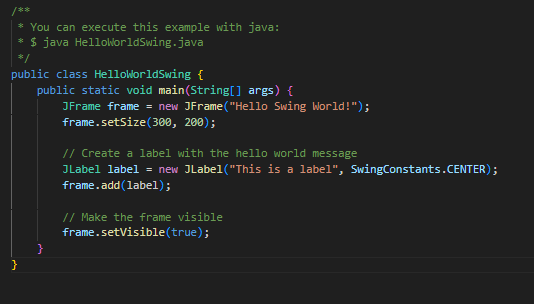 /**
 * You can execute this example with java:
 * $ java HelloWorldSwing.java
 */
public class HelloWorldSwing {
    public static void main(String[] args) {
        JFrame frame = new JFrame("Hello Swing World!");
        frame.setSize(300, 200);

        // Create a label with the hello world message
        JLabel label = new JLabel("This is a label", SwingConstants.CENTER);
        frame.add(label);

        // Make the frame visible
        frame.setVisible(true);
    }
}